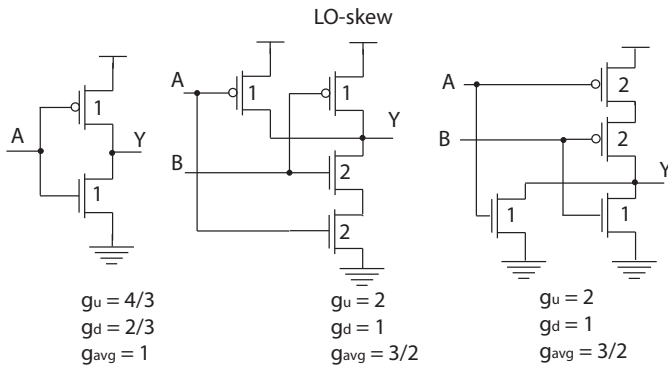 LO-skew
A
1
Y
1
gu = 4/3
gd = 2/3
gavg = 1
A
1
1
Y
B
2
2
gu = 2
gd = 1
gavg = 3/2
A
2
B
2
Y
1
1
gu = 2
gd = 1
gavg = 3/2